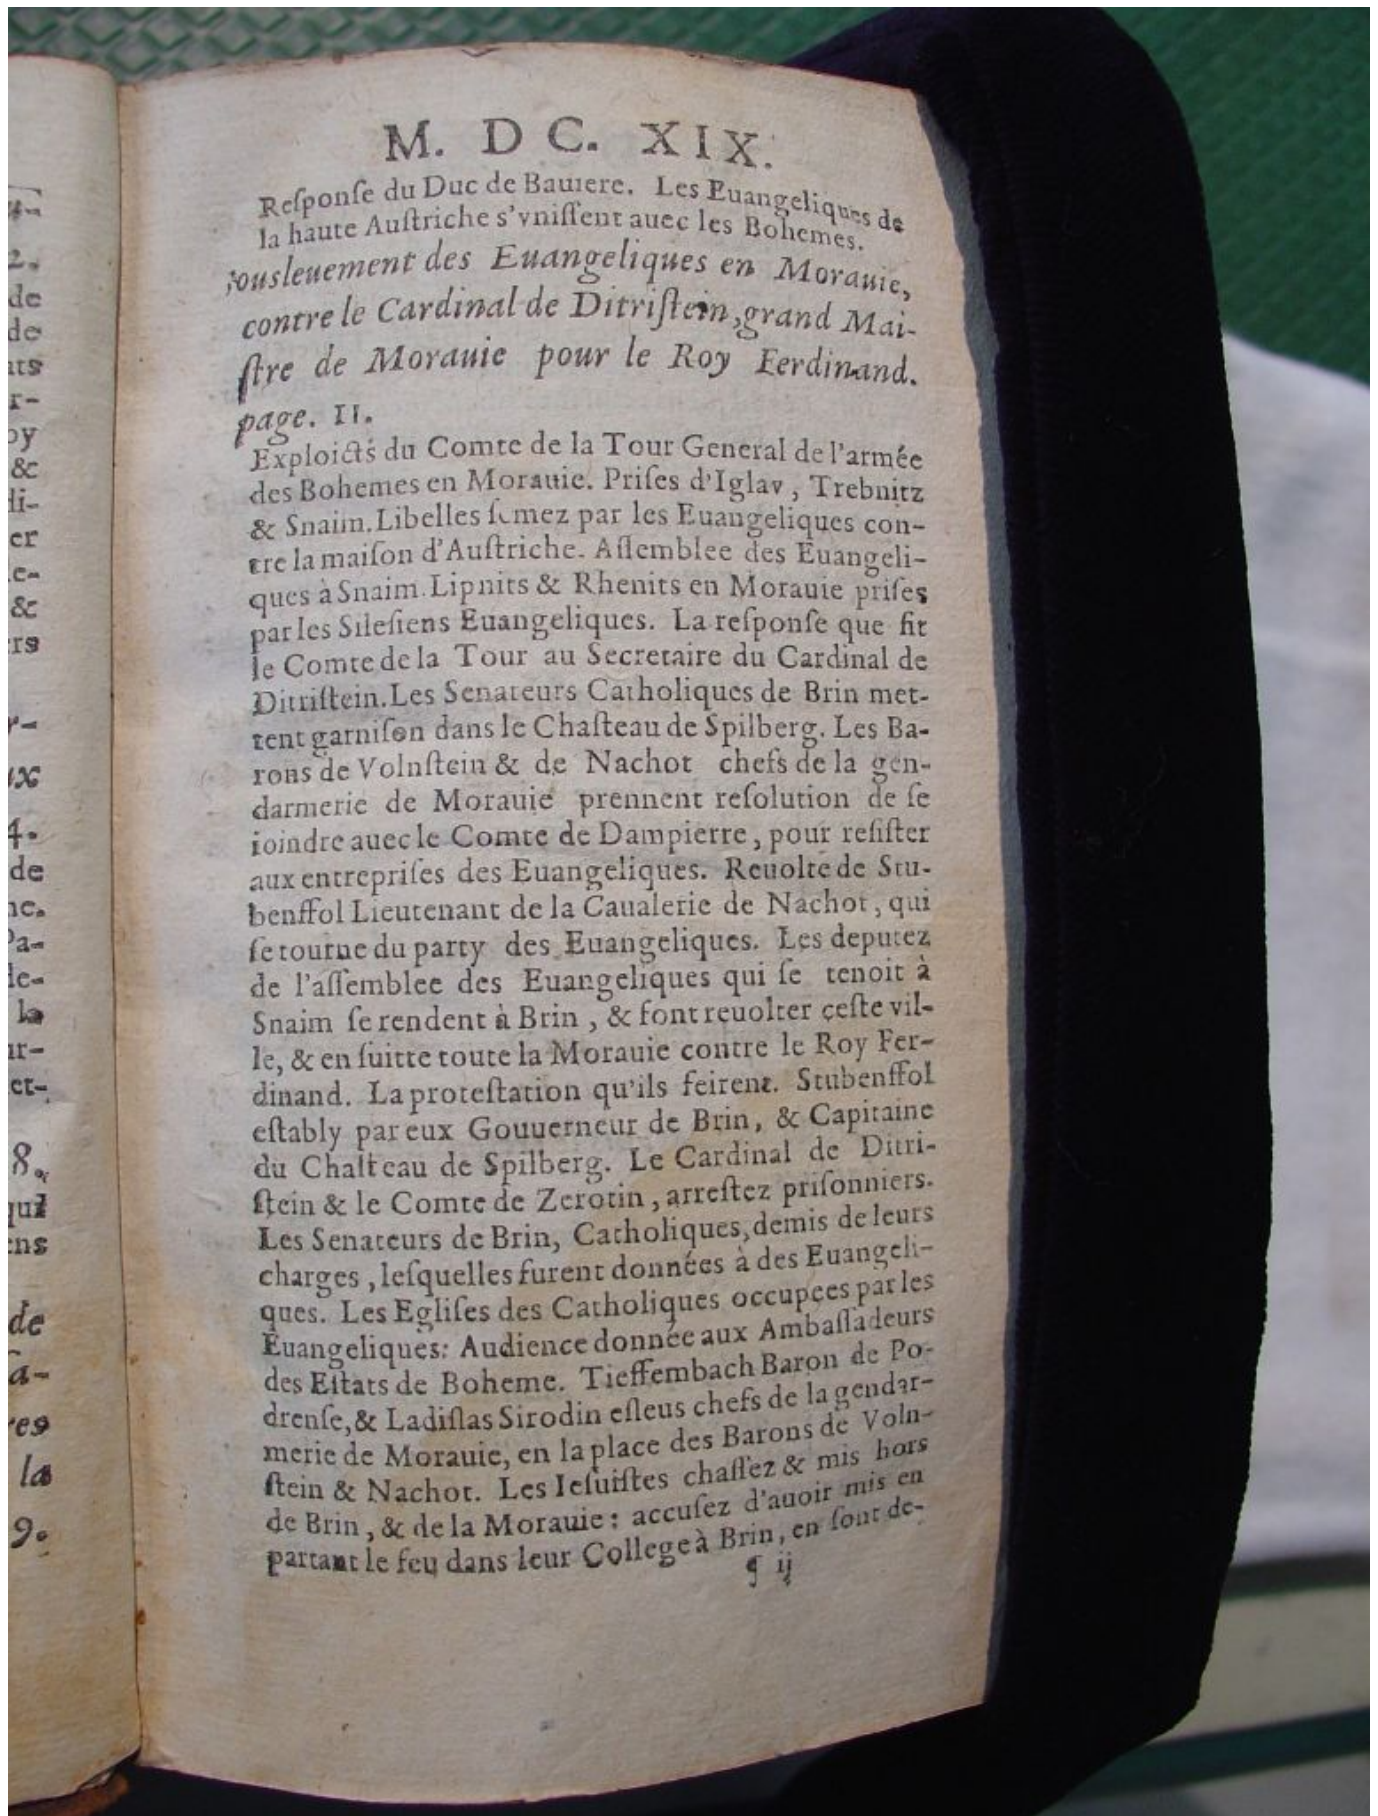 M. D C. XIX.
Reſponſe du Duc de Bauiere. Les Euangeliques de
la haute Auſtriche s'vniſſent auec les Bohemes.
ſousleuement des Euangeliques en Morauie,
contre le Cardinal de Ditriſtein, grand Mai-
ſtre de Morauie pour le Roy Ferdinand.
page. II.
Exploicts du Comte de la Tour General de l'armée
des Bohemes en Morauie. Priſes d'Iglav, Trebnitz
& Snaim. Libelles ſemez par les Euangeliques con-
tre la maiſon d'Auſtriche. Aſſemblee des Euangeli-
ques à Snaim. Lipnits & Rhenits en Morauie priſes
par les Sileſiens Euangeliques. La reſponſe que fit
le Comte de la Tour au Secretaire du Cardinal de
Ditriſtein. Les Senateurs Catholiques de Brin met-
tent garniſon dans le Chaſteau de Spilberg. Les Ba-
rons de Volnſtein & de Nachot chefs de la gen-
darmerie de Morauie prennent reſolution de ſe
ioindre auec le Comte de Dampierre, pour reſiſter
aux entrepriſes des Euangeliques. Reuolte de Stu-
benffol Lieutenant de la Caualerie de Nachot, qui
ſe tourne du party des Euangeliques. Les deputez
de l'aſſemblee des Euangeliques qui ſe tenoit à
Snaim ſe rendent à Brin, & font reuolter ceſte vil-
le, & en ſuitte toute la Morauie contre le Roy Fer-
dinand. La proteſtation qu'ils feirent. Stubenffol
eſtably par eux Gouuerneur de Brin, & Capitaine
du Chaſteau de Spilberg. Le Cardinal de Ditri-
ſtein & le Comte de Zerotin, arreſtez priſonniers.
Les Senateurs de Brin, Catholiques, demis de leurs
charges, leſquelles furent données à des Euangeli-
ques. Les Egliſes des Catholiques occupees par les
Euangeliques: Audience donnée aux Ambaſſadeurs
des Eſtats de Boheme. Tieffembach Baron de Po-
drenſe, & Ladiſlas Sirodin eſleus chefs de la gendar-
merie de Morauie, en la place des Barons de Voln-
ſtein & Nachot. Les Ieſuiſtes chaſſez & mis hors
de Brin, & de la Morauie: accuſez d'auoir mis en
partant le feu dans leur College à Brin, en ſont de-
¶ ij